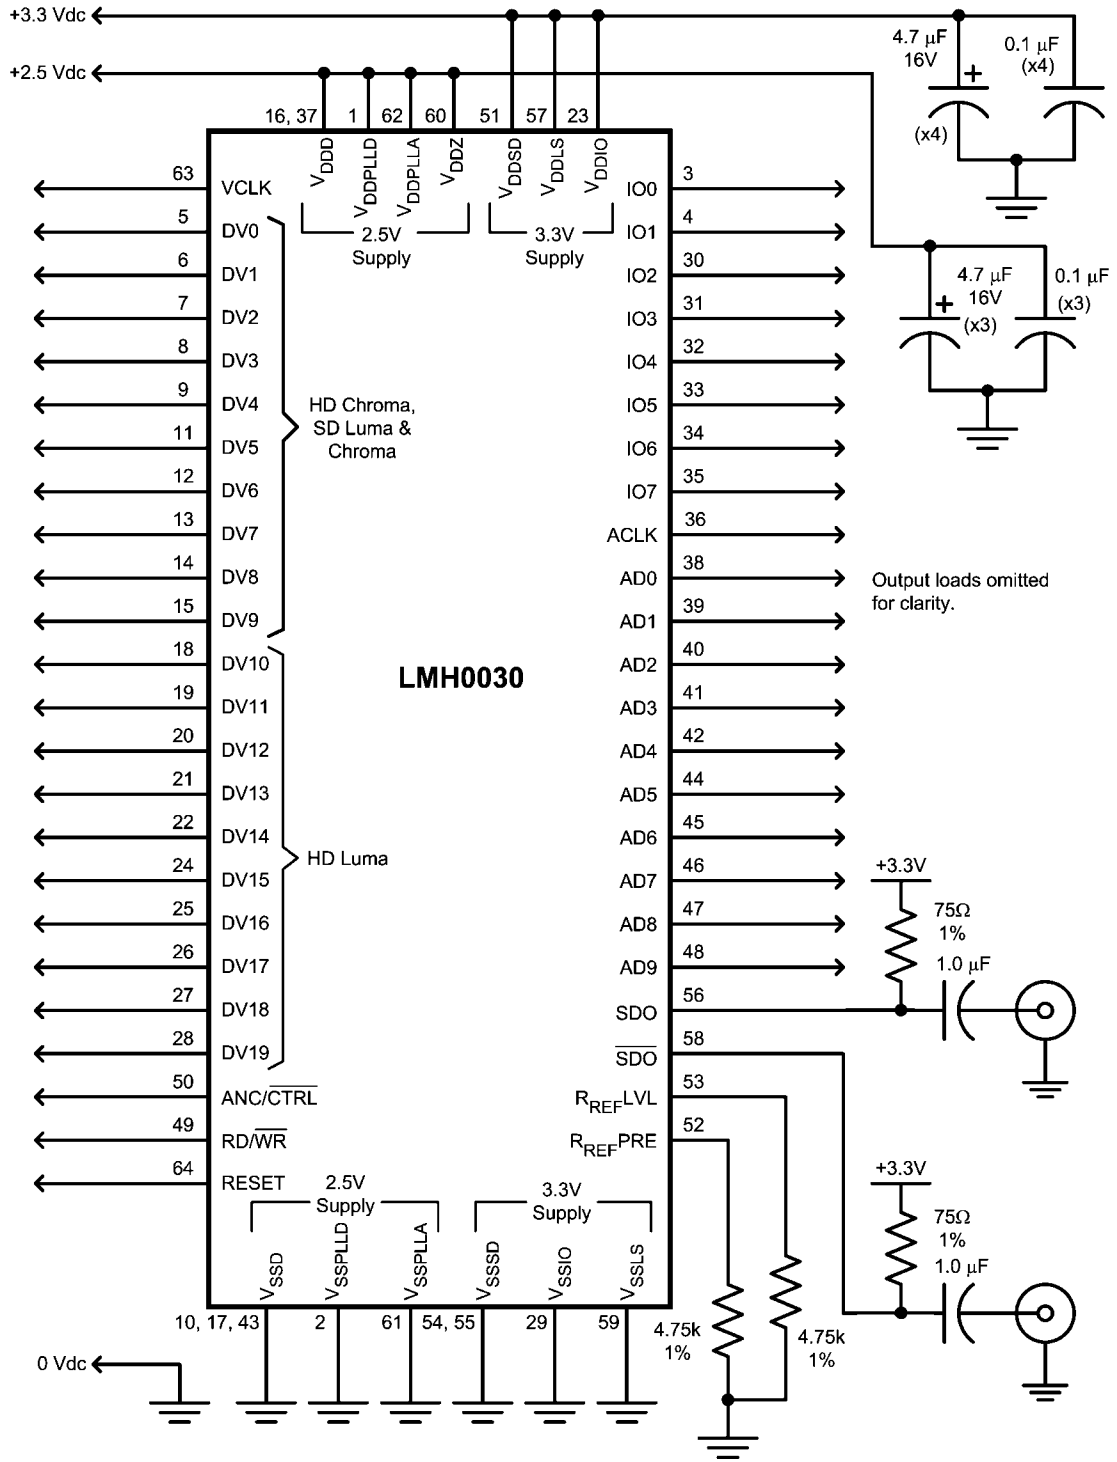 +3.3 Vdc
4.7 µF
16V
+
(x4)
0.1 µF
(x4)
+2.5 Vdc
16, 37 1 62 60 51 57 23
VDDD VDDPLLD VDDPLLA VDDZ VDDSD VDDLS VDDIO
2.5V
Supply
3.3V
Supply
4.7 µF
16V
+
(x3)
0.1 µF
(x3)
63 VCLK
5 DV0
6 DV1
7 DV2
8 DV3
9 DV4
11 DV5
12 DV6
13 DV7
14 DV8
15 DV9
18 DV10
19 DV11
20 DV12
21 DV13
22 DV14
24 DV15
25 DV16
26 DV17
27 DV18
28 DV19
50 ANC/CTRL
49 RD/WR
64 RESET
HD Chroma,
SD Luma &
Chroma
HD Luma
LMH0030
IO0 3
IO1 4
IO2 30
IO3 31
IO4 32
IO5 33
IO6 34
IO7 35
ACLK 36
AD0 38
AD1 39
AD2 40
AD3 41
AD4 42
AD5 44
AD6 45
AD7 46
AD8 47
AD9 48
SDO 56
SDO 58
RREFLVL 53
RREFPRE 52
Output loads omitted
for clarity.
+3.3V
75Ω
1%
1.0 µF
+3.3V
75Ω
1%
1.0 µF
2.5V
Supply
3.3V
Supply
VSSD VSSPLLD VSSPLLA VSSSD VSSIO VSSLS
10, 17, 43 2 61 54, 55 29 59
4.75k
1%
4.75k
1%
0 Vdc